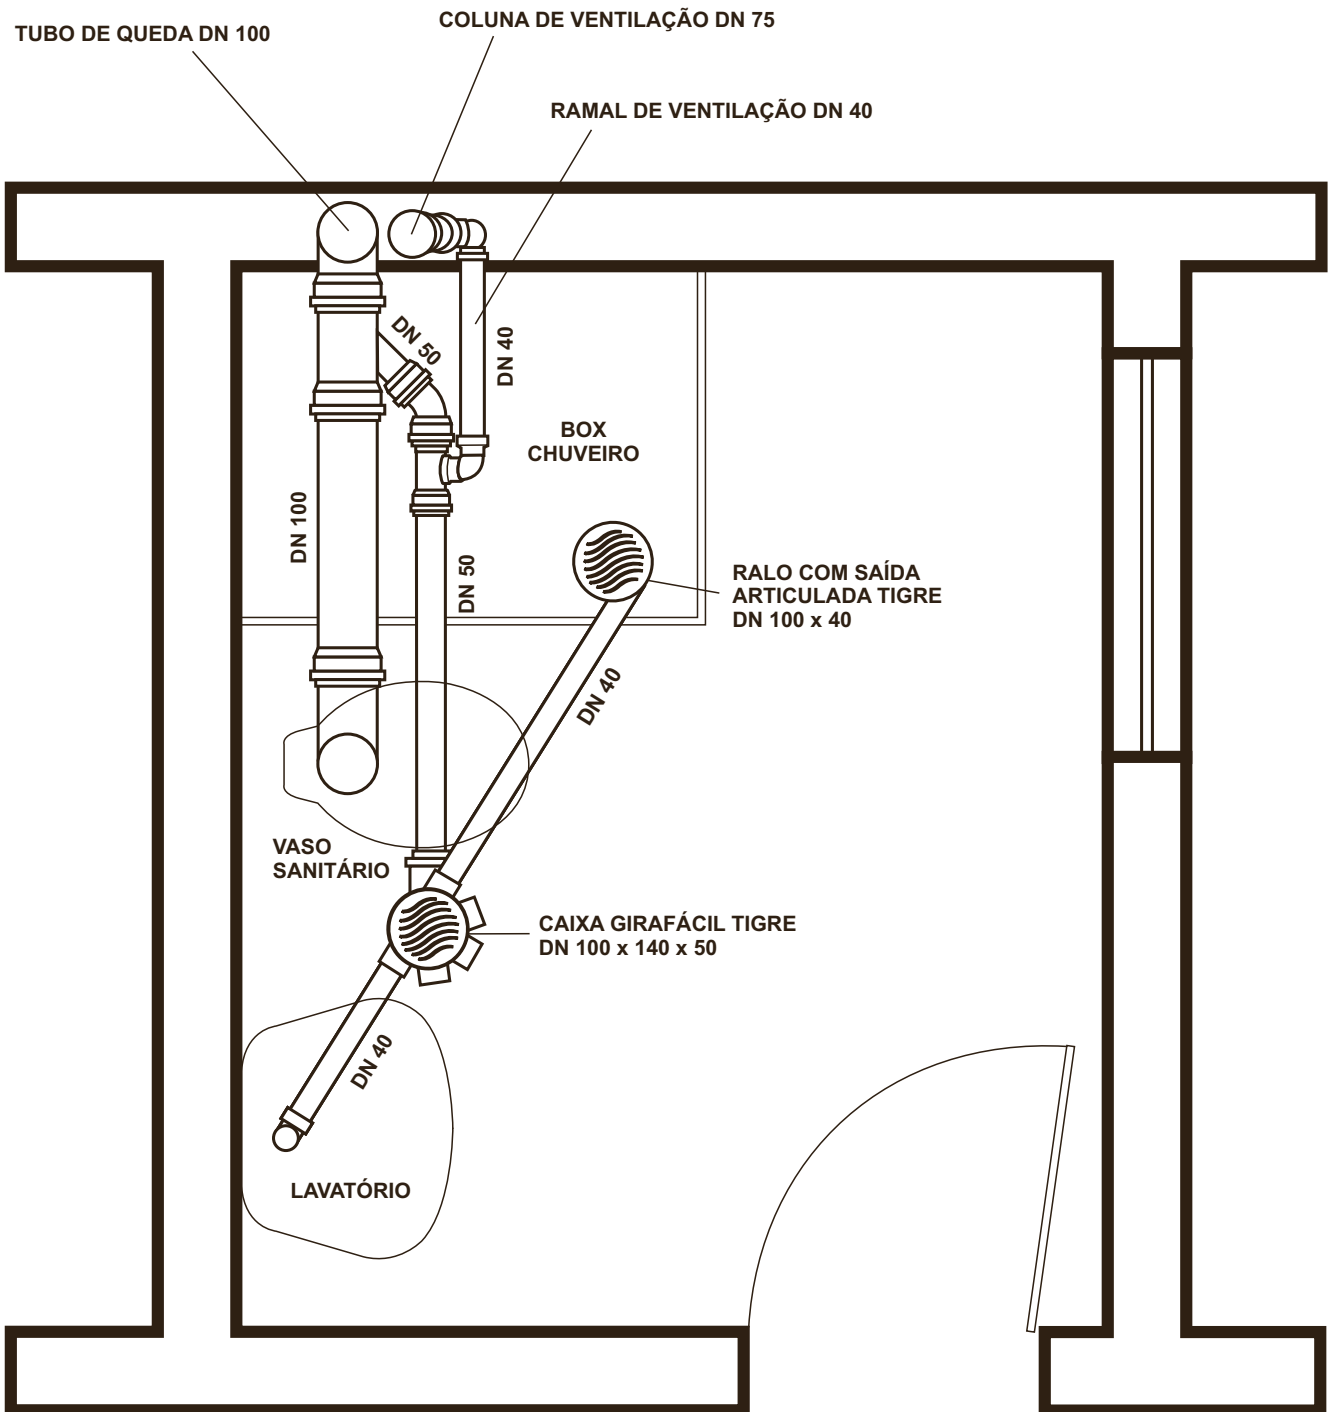 COLUNA DE VENTILAÇÃO DN 75
TUBO DE QUEDA DN 100
RAMAL DE VENTILAÇÃO DN 40
DN 50
DN 40
BOX
CHUVEIRO
DN 100
DN 50
RALO COM SAÍDA
ARTICULADA TIGRE
DN 100 x 40
DN 40
VASO
SANITÁRIO
CAIXA GIRAFÁCIL TIGRE
DN 100 x 140 x 50
DN 40
LAVATÓRIO